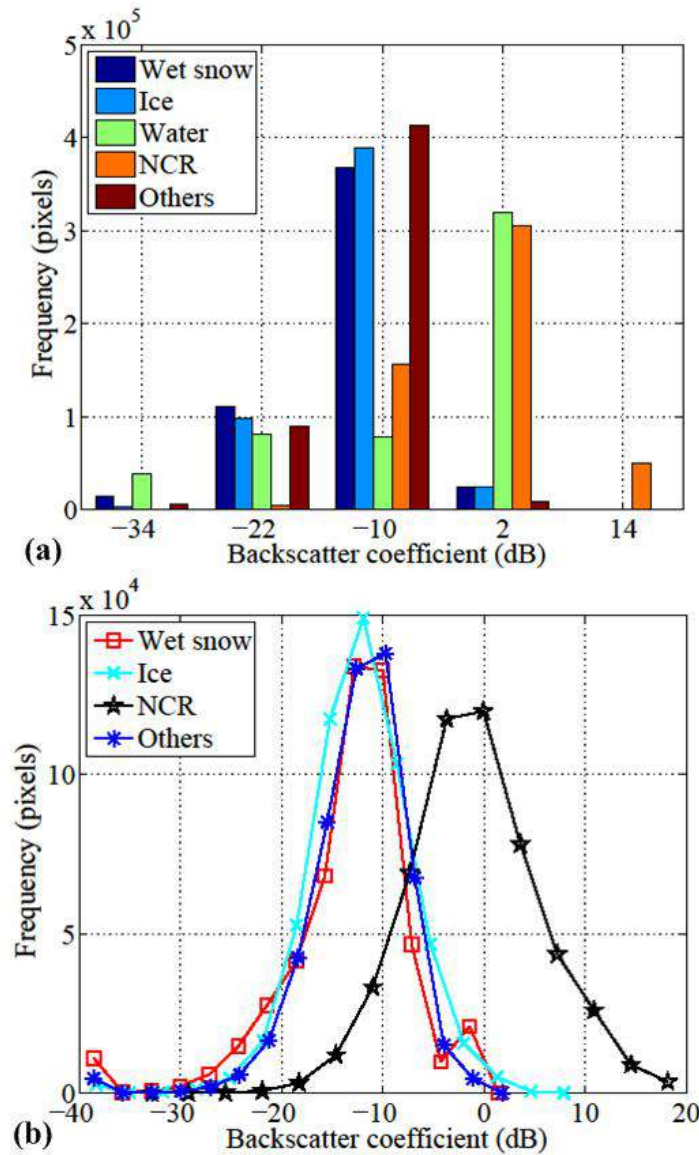 x 10^5
5
4
3
2
1
0
Frequency (pixels)
Wet snow
Ice
Water
NCR
Others
−34 −22 −10 2 14
(a) Backscatter coefficient (dB)
15 x 10^4
10
5
0
Frequency (pixels)
Wet snow
Ice
NCR
Others
−40 −30 −20 −10 0 10 20
(b) Backscatter coefficient (dB)